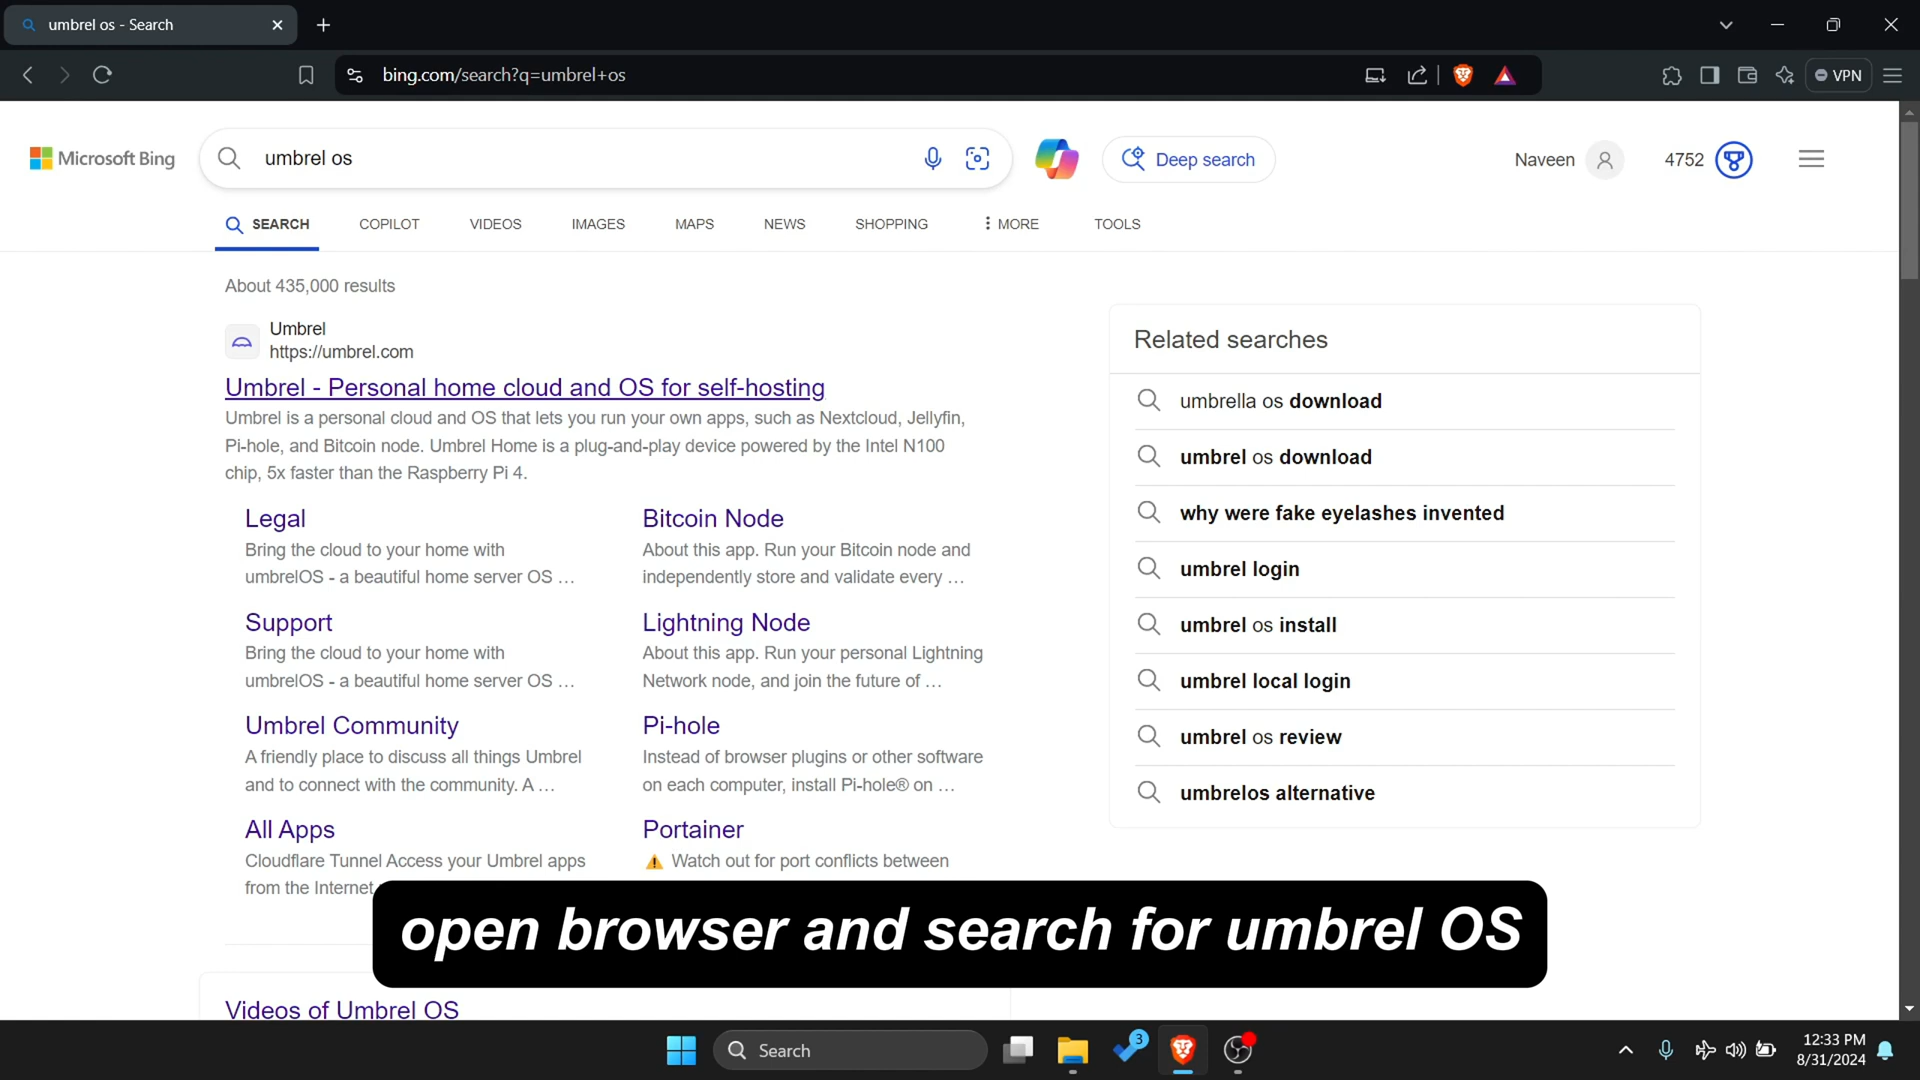 umbrel os - Search
bing.com/search?q=umbrel+os
VPN
Microsoft Bing
umbrel os
Deep search
Naveen
4752
SEARCH
COPILOT
VIDEOS
IMAGES
MAPS
NEWS
SHOPPING
MORE
TOOLS
About 435,000 results
Umbrel
https://umbrel.com
Umbrel - Personal home cloud and OS for self-hosting
Umbrel is a personal cloud and OS that lets you run your own apps, such as Nextcloud, Jellyfin,
Pi-hole, and Bitcoin node. Umbrel Home is a plug-and-play device powered by the Intel N100
chip, 5x faster than the Raspberry Pi 4.
Legal
Bring the cloud to your home with
umbrelOS - a beautiful home server OS ...
Bitcoin Node
About this app. Run your Bitcoin node and
independently store and validate every ...
Support
Bring the cloud to your home with
umbrelOS - a beautiful home server OS ...
Lightning Node
About this app. Run your personal Lightning
Network node, and join the future of ...
Umbrel Community
A friendly place to discuss all things Umbrel
and to connect with the community. A ...
Pi-hole
Instead of browser plugins or other software
on each computer, install Pi-hole® on ...
All Apps
Cloudflare Tunnel Access your Umbrel apps
from the Internet
Portainer
⚠ Watch out for port conflicts between
Related searches
umbrella os download
umbrel os download
why were fake eyelashes invented
umbrel login
umbrel os install
umbrel local login
umbrel os review
umbrelos alternative
open browser and search for umbrel OS
Videos of Umbrel OS
Search
3
12:33 PM
8/31/2024